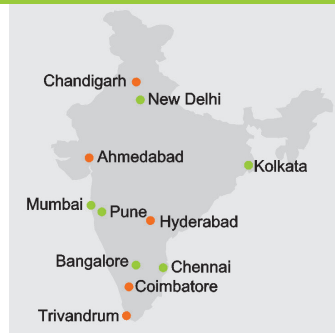 Chandigarh
New Delhi
Ahmedabad
Kolkata
Mumbai
Pune
Hyderabad
Bangalore
Chennai
Coimbatore
Trivandrum